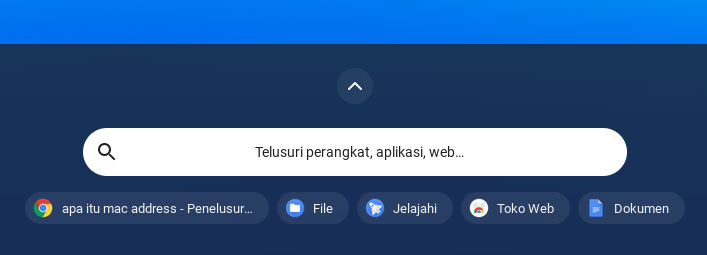 Telusuri perangkat, aplikasi, web…
apa itu mac address - Penelusur… File Jelajahi Toko Web Dokumen